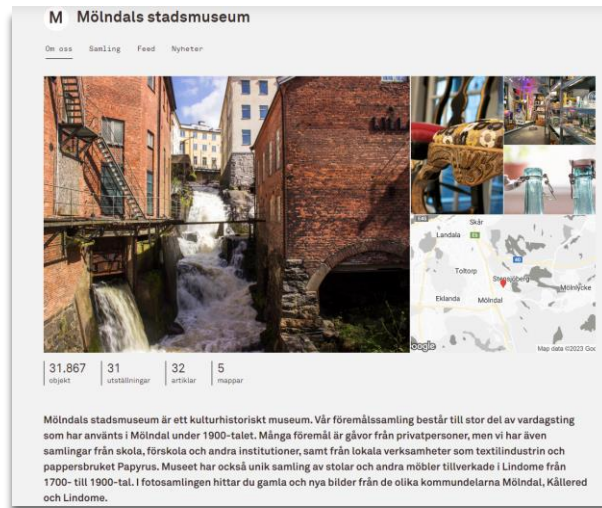 M Mölndals stadsmuseum
Om oss Samling Feed Nyheter
Skår
Landala
Toltorp
Stensjöberg
Eklanda
Mölndal
Mölnlycke
oogle
Map data ©2023 Goo
31.867
objekt
31
utställningar
32
artiklar
5
mappar
Mölndals stadsmuseum är ett kulturhistoriskt museum. Vår föremålssamling består till stor del av vardagsting
som har använts i Mölndal under 1900-talet. Många föremål är gåvor från privatpersoner, men vi har även
samlingar från skola, förskola och andra institutioner, samt från lokala verksamheter som textilindustrin och
pappersbruket Papyrus. Museet har också unik samling av stolar och andra möbler tillverkade i Lindome från
1700- till 1900-tal. I fotosamlingen hittar du gamla och nya bilder från de olika kommundelarna Mölndal, Kållered
och Lindome.